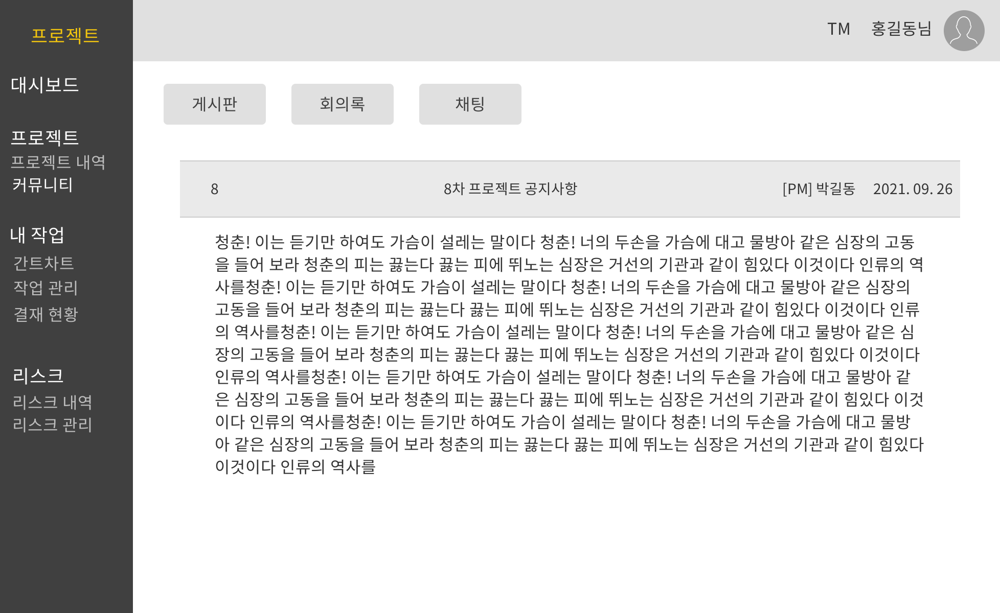 프로젝트
TM 홍길동님
대시보드
프로젝트
프로젝트 내역
커뮤니티
내 작업
간트차트
작업 관리
결재 현황
리스크
리스크 내역
리스크 관리
게시판 회의록 채팅
8 8차 프로젝트 공지사항 [PM] 박길동 2021. 09. 26
청춘! 이는 듣기만 하여도 가슴이 설레는 말이다 청춘! 너의 두손을 가슴에 대고 물방아 같은 심장의 고동
을 들어 보라 청춘의 피는 끓는다 끓는 피에 뛰노는 심장은 거선의 기관과 같이 힘있다 이것이다 인류의 역
사를청춘! 이는 듣기만 하여도 가슴이 설레는 말이다 청춘! 너의 두손을 가슴에 대고 물방아 같은 심장의
고동을 들어 보라 청춘의 피는 끓는다 끓는 피에 뛰노는 심장은 거선의 기관과 같이 힘있다 이것이다 인류
의 역사를청춘! 이는 듣기만 하여도 가슴이 설레는 말이다 청춘! 너의 두손을 가슴에 대고 물방아 같은 심
장의 고동을 들어 보라 청춘의 피는 끓는다 끓는 피에 뛰노는 심장은 거선의 기관과 같이 힘있다 이것이다
인류의 역사를청춘! 이는 듣기만 하여도 가슴이 설레는 말이다 청춘! 너의 두손을 가슴에 대고 물방아 같
은 심장의 고동을 들어 보라 청춘의 피는 끓는다 끓는 피에 뛰노는 심장은 거선의 기관과 같이 힘있다 이것
이다 인류의 역사를청춘! 이는 듣기만 하여도 가슴이 설레는 말이다 청춘! 너의 두손을 가슴에 대고 물방
아 같은 심장의 고동을 들어 보라 청춘의 피는 끓는다 끓는 피에 뛰노는 심장은 거선의 기관과 같이 힘있다
이것이다 인류의 역사를